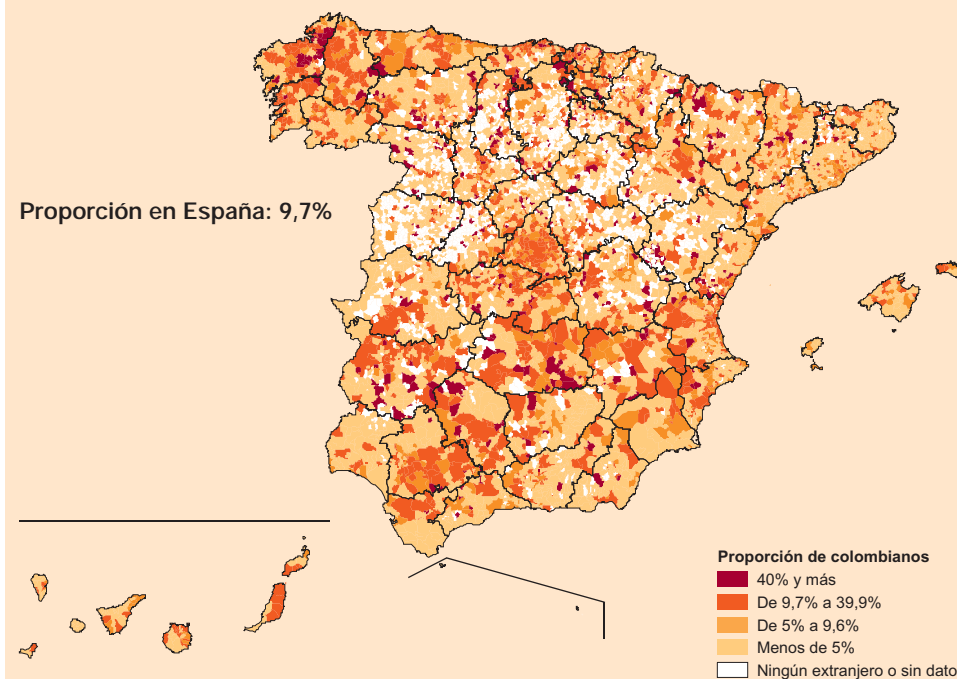 Proporción en España: 9,7%
Proporción de colombianos
40% y más
De 9,7% a 39,9%
De 5% a 9,6%
Menos de 5%
Ningún extranjero o sin dato